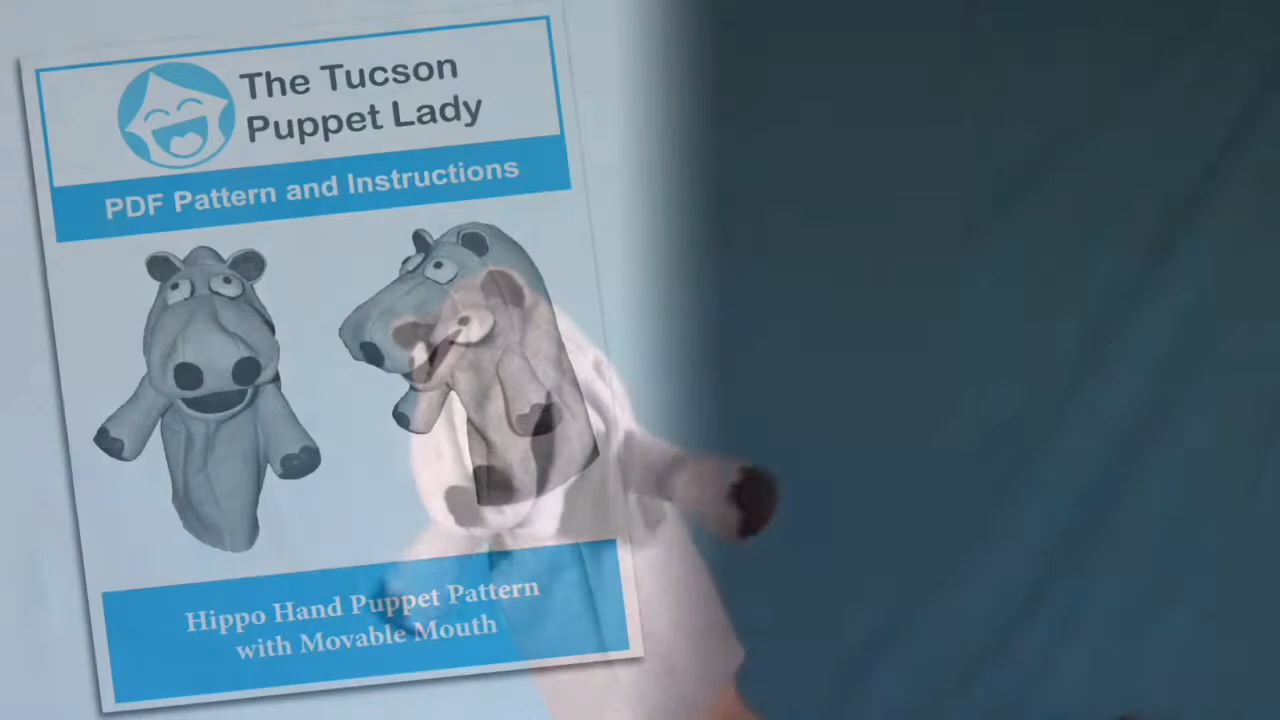 The Tucson
Puppet Lady
PDF Pattern and Instructions
Hippo Hand Puppet Pattern
with Movable Mouth